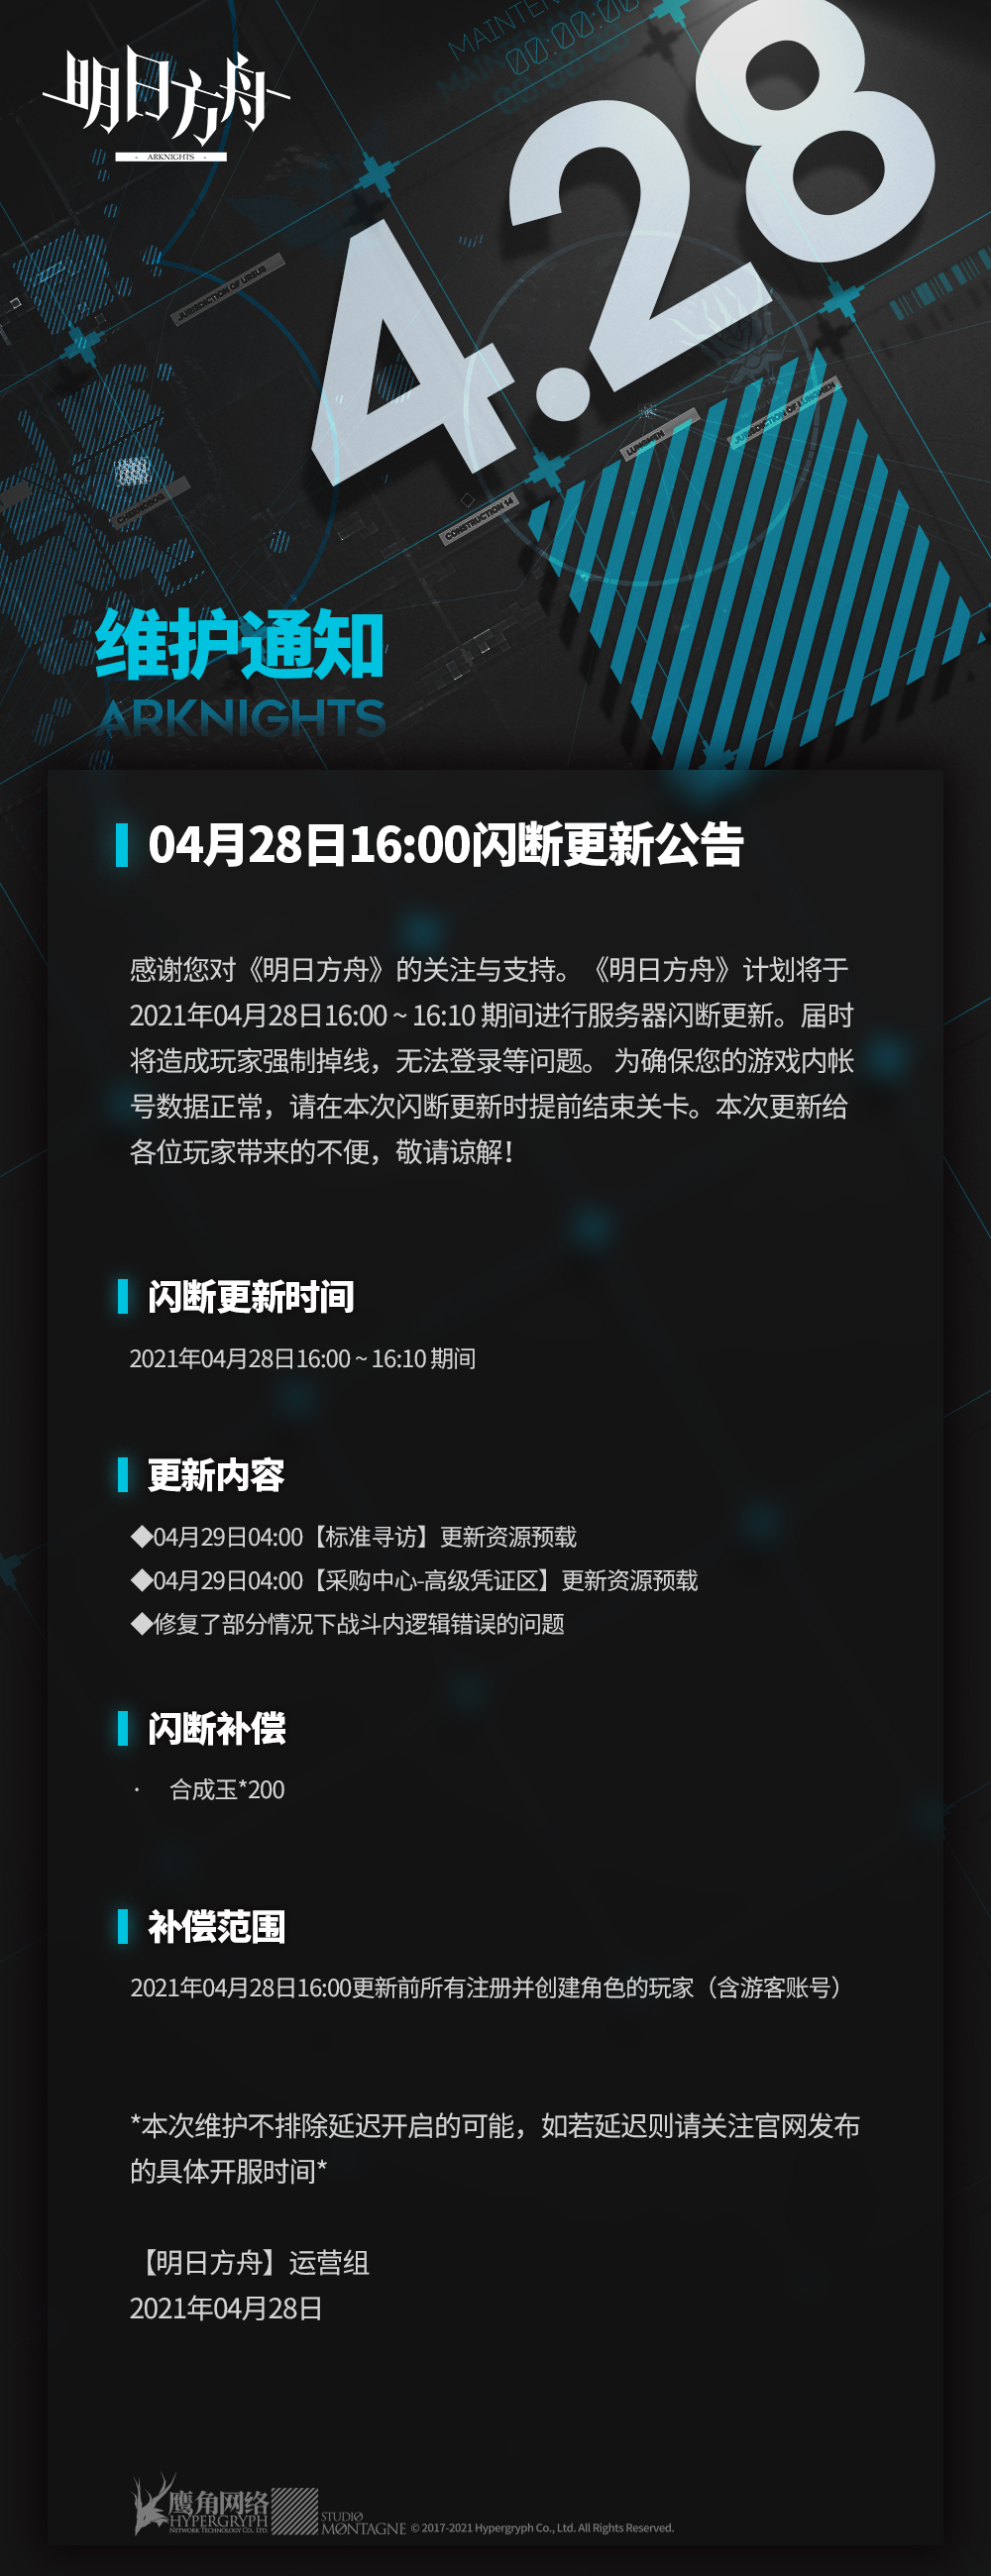 明日方舟
- ARKNIGHTS -
00:00:00
4.28
JURISDICTION OF URSUS
LUNGMEN
JURISDICTION OF LUNGMEN
CHERNOBOG
CONSTRUCTION 14
维护通知
ARKNIGHTS
04月28日16:00闪断更新公告
感谢您对《明日方舟》的关注与支持。《明日方舟》计划将于
2021年04月28日16:00 ~ 16:10 期间进行服务器闪断更新。届时
将造成玩家强制掉线，无法登录等问题。 为确保您的游戏内帐
号数据正常，请在本次闪断更新时提前结束关卡。本次更新给
各位玩家带来的不便，敬请谅解！
闪断更新时间
2021年04月28日16:00 ~ 16:10 期间
更新内容
◆04月29日04:00【标准寻访】更新资源预载
◆04月29日04:00【采购中心-高级凭证区】更新资源预载
◆修复了部分情况下战斗内逻辑错误的问题
闪断补偿
· 合成玉*200
补偿范围
2021年04月28日16:00更新前所有注册并创建角色的玩家（含游客账号）
*本次维护不排除延迟开启的可能，如若延迟则请关注官网发布
的具体开服时间*
【明日方舟】运营组
2021年04月28日
鹰角网络
HYPERGRYPH
NETWORK TECHNOLOGY CO., LTD.
STUDIO
MØNTAGNE
© 2017-2021 Hypergryph Co., Ltd. All Rights Reserved.